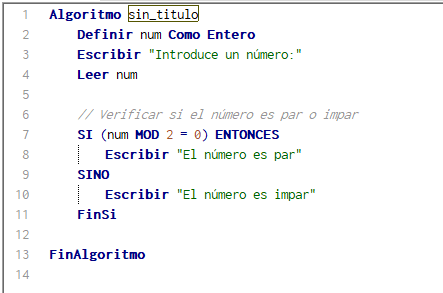 1 Algoritmo sin_titulo
2 Definir num Como Entero
3 Escribir "Introduce un número:"
4 Leer num
5
6 // Verificar si el número es par o impar
7 SI (num MOD 2 = 0) ENTONCES
8 Escribir "El número es par"
9 SINO
10 Escribir "El número es impar"
11 FinSi
12
13 FinAlgoritmo
14